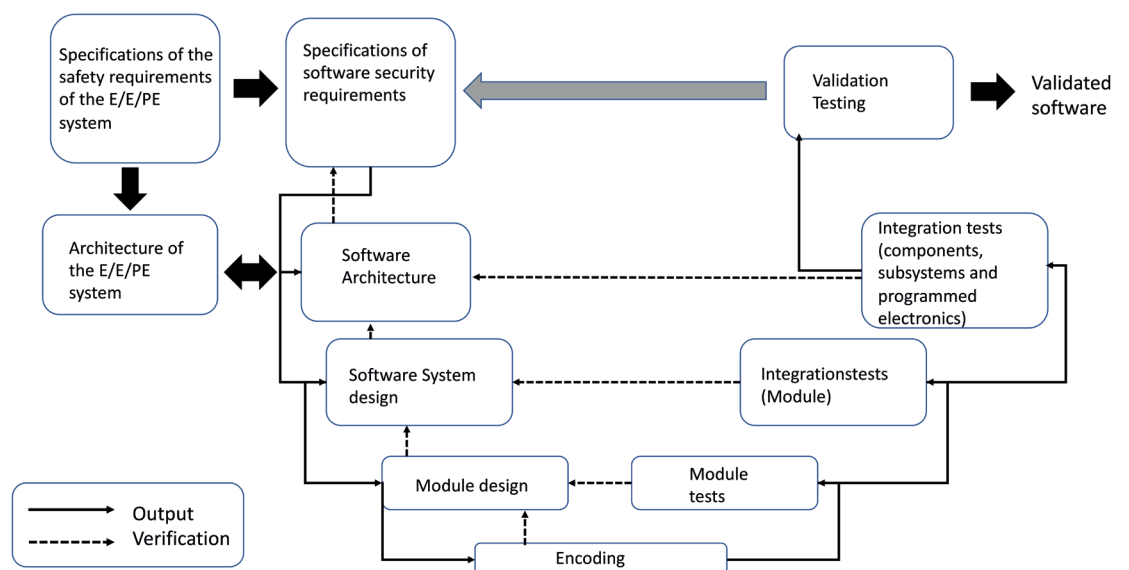 Specifications of the
safety requirements
of the E/E/PE
system
Specifications of
software security
requirements
Validation
Testing
Validated
software
Architecture of
the E/E/PE
system
Software
Architecture
Integration tests
(components,
subsystems and
programmed
electronics)
Software System
design
Integrationstests
(Module)
Module design
Module
tests
Encoding
Output
Verification